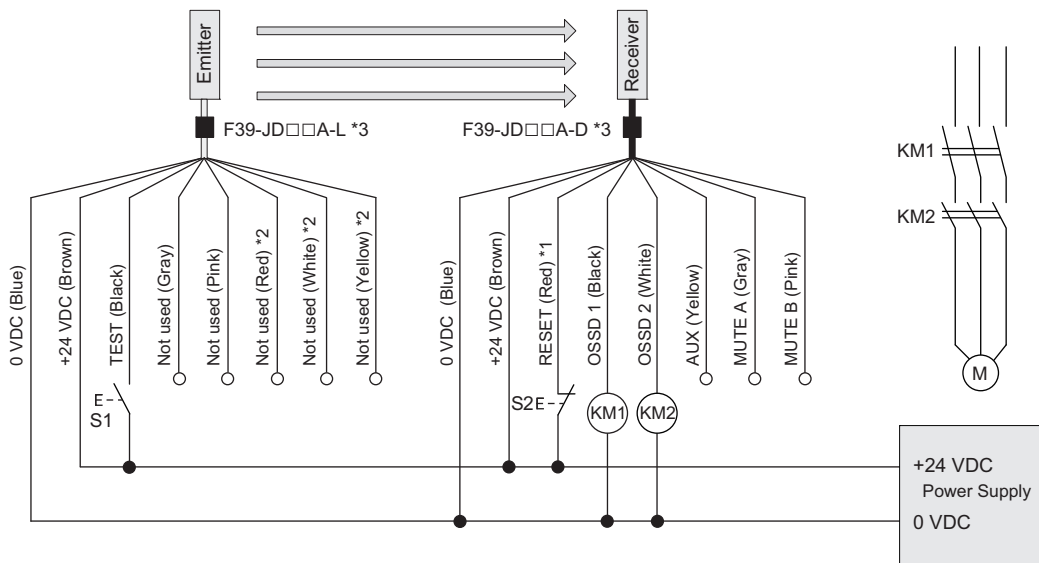 Emitter
Receiver
F39-JD□□A-L *3
F39-JD□□A-D *3
0 VDC (Blue)
+24 VDC (Brown)
TEST (Black)
Not used (Gray)
Not used (Pink)
Not used (Red) *2
Not used (White) *2
Not used (Yellow) *2
0 VDC (Blue)
+24 VDC (Brown)
RESET (Red) *1
OSSD 1 (Black)
OSSD 2 (White)
AUX (Yellow)
MUTE A (Gray)
MUTE B (Pink)
KM1
KM2
M
S1
S2
KM1
KM2
+24 VDC
Power Supply
0 VDC